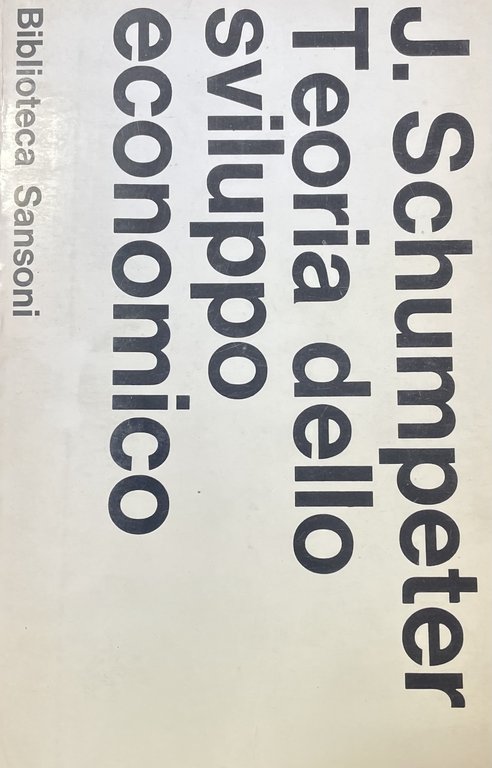 J. Schumpeter
Teoria dello
sviluppo
economico
Biblioteca Sansoni